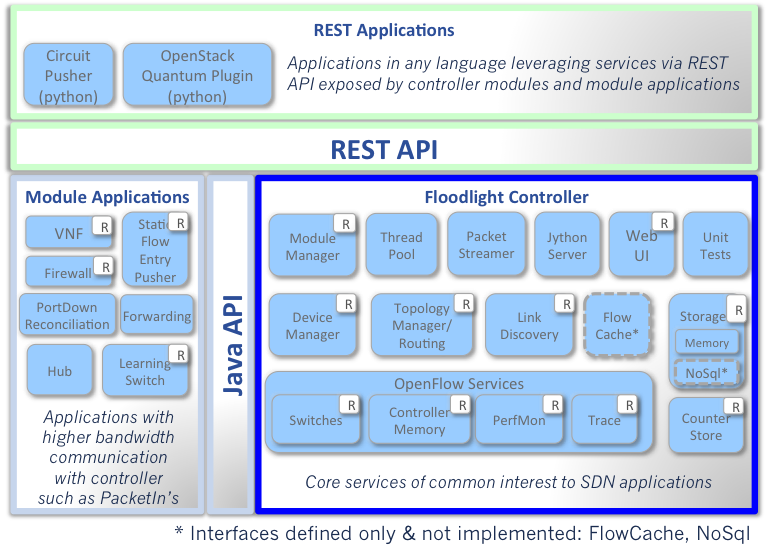 REST Applications
Circuit
Pusher
(python)
OpenStack
Quantum Plugin
(python)
Applications in any language leveraging services via REST
API exposed by controller modules and module applications
REST API
Module Applications
VNF
R
Static
Flow
Entry
Pusher
R
Firewall
R
PortDown
Reconciliation
Forwarding
Hub
Learning
Switch
R
Applications with
higher bandwidth
communication
with controller
such as PacketIn's
Java API
Floodlight Controller
Module
Manager
R
Thread
Pool
Packet
Streamer
Jython
Server
Web
UI
R
Unit
Tests
Device
Manager
R
Topology
Manager/
Routing
R
Link
Discovery
R
Flow
Cache*
Storage
R
Memory
NoSql*
OpenFlow Services
Switches
R
Controller
Memory
R
PerfMon
R
Trace
R
Counter
Store
R
Core services of common interest to SDN applications
* Interfaces defined only & not implemented: FlowCache, NoSql